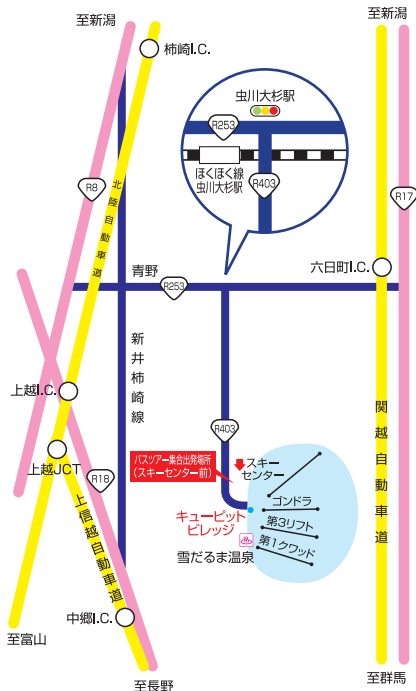 至新潟
柿崎I.C.
至新潟
虫川大杉駅
R253
ほくほく線
虫川大杉駅
R403
R8
北陸自動車道
R17
青野
R253
六日町I.C.
新井柿崎線
上越I.C.
R403
関越自動車道
バスツアー集合出発場所
(スキーセンター前)
スキー
センター
上越JCT
R18
ゴンドラ
キューピット
ビレッジ
第3リフト
第1クワッド
雪だるま温泉
上信越自動車道
中郷I.C.
至富山
至長野
至群馬